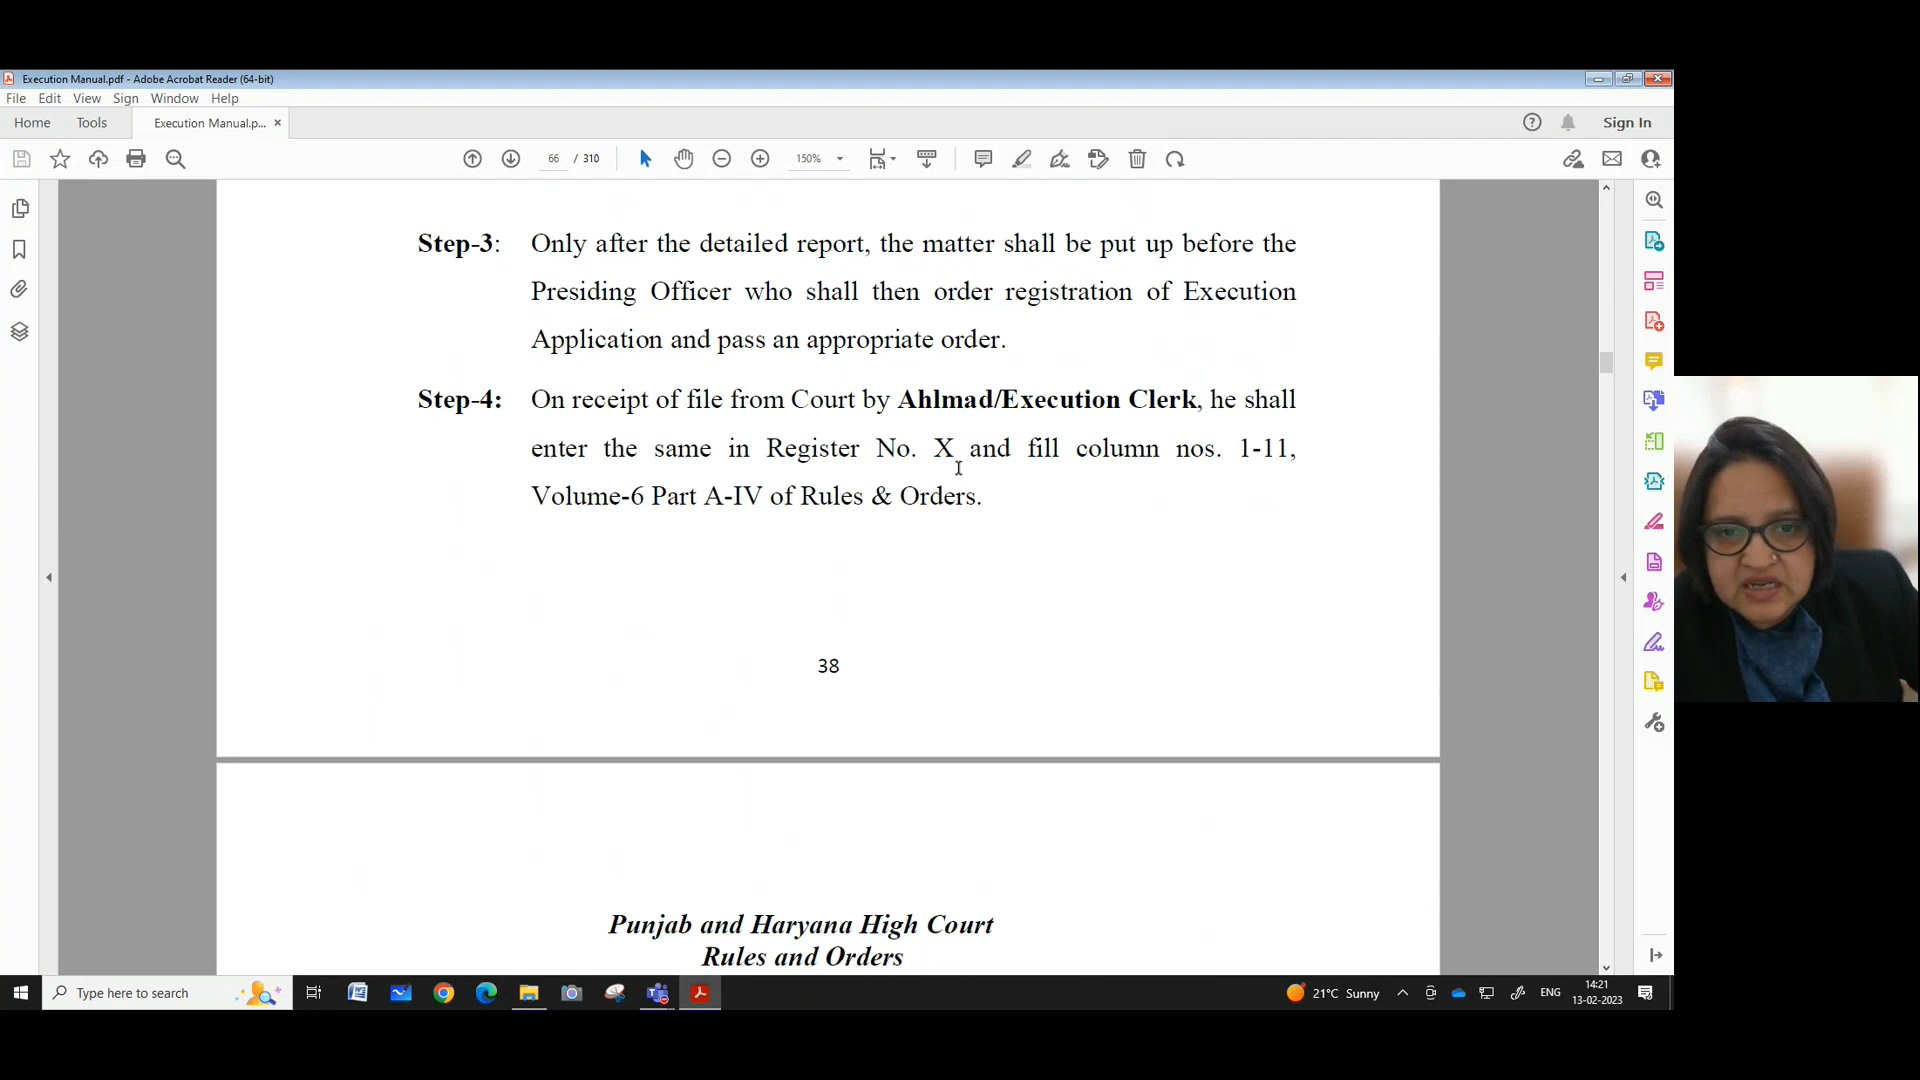 Execution Manual.pdf - Adobe Acrobat Reader (64-bit)
File Edit View Sign Window Help
Home Tools Execution Manual.p... × Sign In
66 / 310 150%
Step-3: Only after the detailed report, the matter shall be put up before the
Presiding Officer who shall then order registration of Execution
Application and pass an appropriate order.
Step-4: On receipt of file from Court by Ahlmad/Execution Clerk, he shall
enter the same in Register No. X and fill column nos. 1-11,
Volume-6 Part A-IV of Rules & Orders.
38
Punjab and Haryana High Court
Rules and Orders
Type here to search 21°C Sunny ENG 14:21
13-02-2023